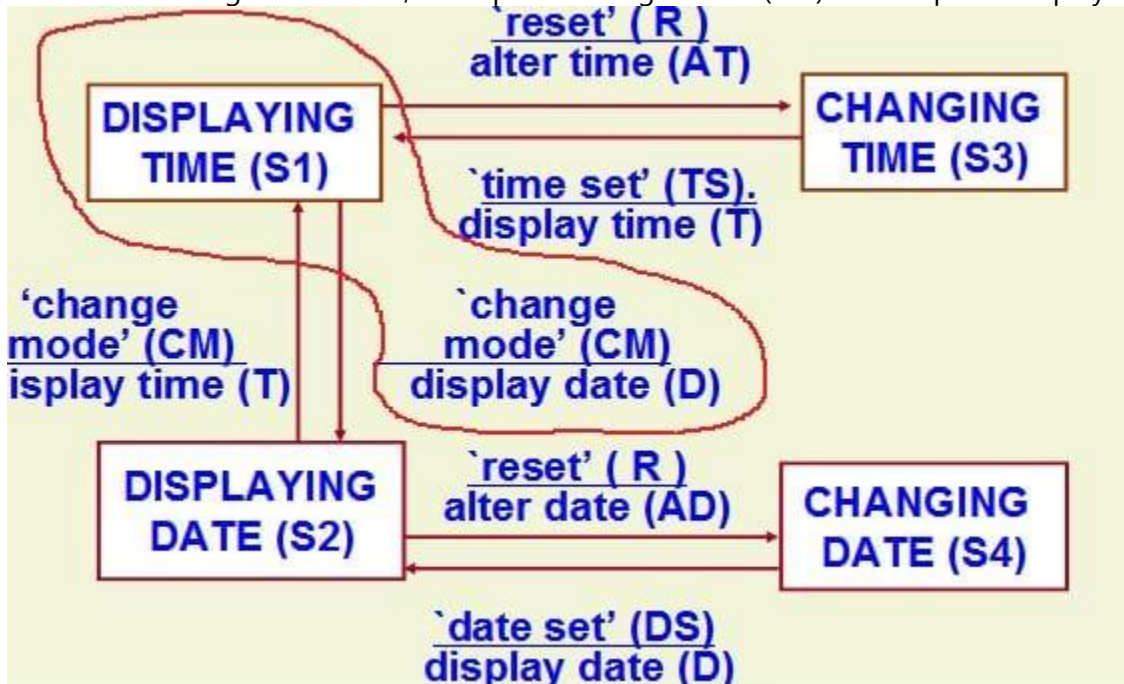 `reset' ( R )
alter time (AT)
DISPLAYING
TIME (S1)
CHANGING
TIME (S3)
`time set' (TS).
display time (T)
‘change
mode’ (CM)
isplay time (T)
`change
mode’ (CM)
display date (D)
DISPLAYING
DATE (S2)
`reset’ ( R )
alter date (AD)
CHANGING
DATE (S4)
`date set’ (DS)
display date (D)